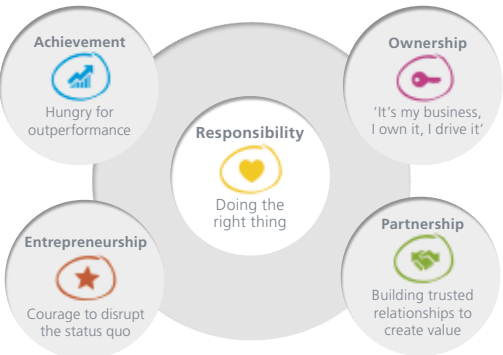 Achievement
Hungry for
outperformance
Ownership
‘It’s my business,
I own it, I drive it’
Responsibility
Doing the
right thing
Entrepreneurship
Courage to disrupt
the status quo
Partnership
Building trusted
relationships to
create value